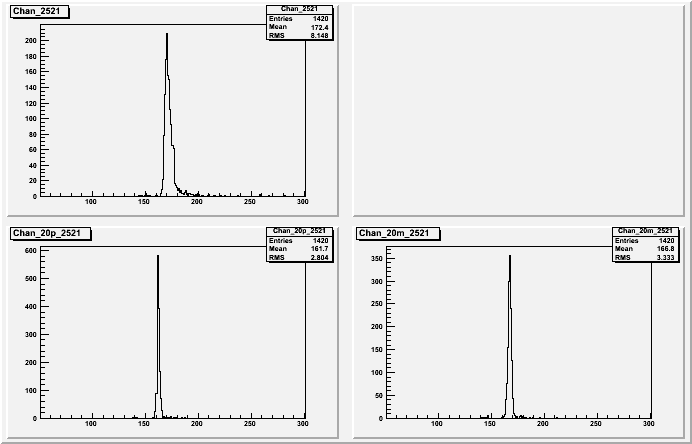 Chan_2521
Chan_2521
Entries 1420
Mean 172.4
RMS 8.148
200
180
160
140
120
100
80
60
40
20
0
100 150 200 250 300
Chan_20p_2521
Chan_20p_2521
Entries 1420
Mean 161.7
RMS 2.804
600
500
400
300
200
100
0
100 150 200 250 300
Chan_20m_2521
Chan_20m_2521
Entries 1420
Mean 166.8
RMS 3.333
350
300
250
200
150
100
50
0
100 150 200 250 300